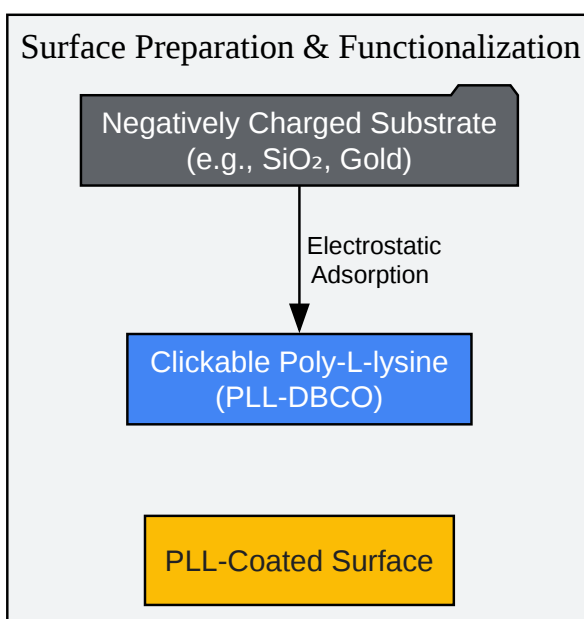 Surface Preparation & Functionalization
Negatively Charged Substrate
(e.g., SiO₂, Gold)
Electrostatic
Adsorption
Clickable Poly-L-lysine
(PLL-DBCO)
PLL-Coated Surface